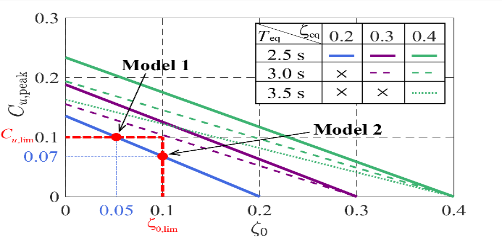 T_eq ζ_eq 0.2 0.3 0.4
2.5 s
3.0 s ×
3.5 s × ×
Model 1
Model 2
C_u,peak
0.3
0.2
0.1
0
C_u,lim
0.07
0 0.05 0.1 0.2 0.3 0.4
ζ_0,lim
ζ_0